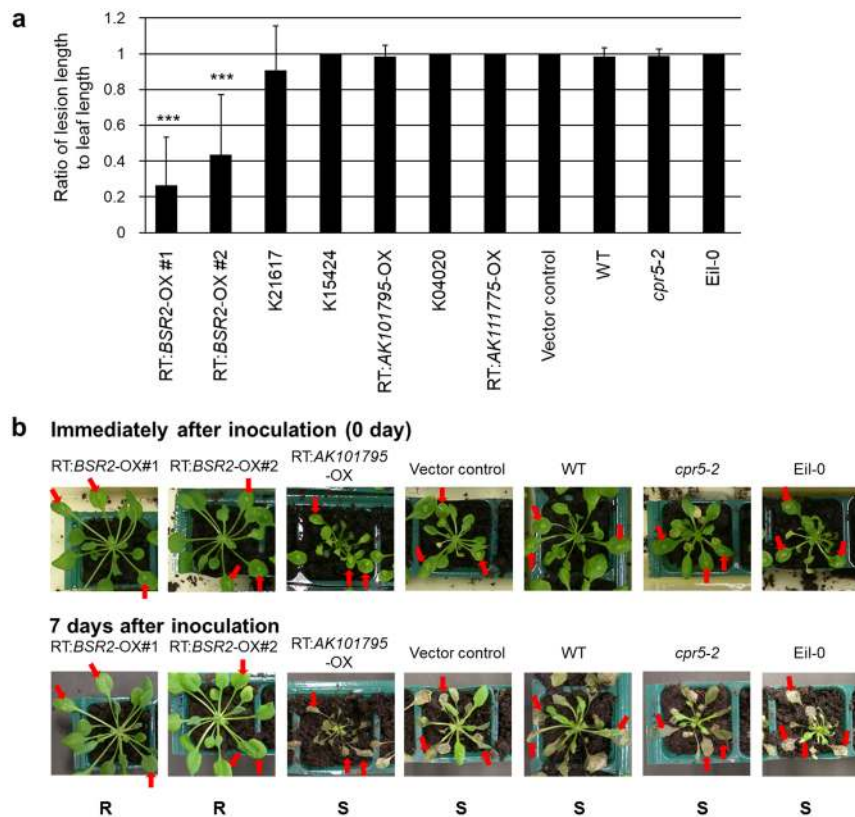 a
1.2
1
0.8
0.6
0.4
0.2
0
Ratio of lesion length
to leaf length
***
***
RT:BSR2-OX #1
RT:BSR2-OX #2
K21617
K15424
RT:AK101795-OX
K04020
RT:AK111775-OX
Vector control
WT
cpr5-2
Eil-0
b
Immediately after inoculation (0 day)
RT:BSR2-OX#1 RT:BSR2-OX#2 RT:AK101795 Vector control WT cpr5-2 Eil-0
-OX
7 days after inoculation
RT:BSR2-OX#1 RT:BSR2-OX#2 RT:AK101795 Vector control WT cpr5-2 Eil-0
-OX
R R S S S S S